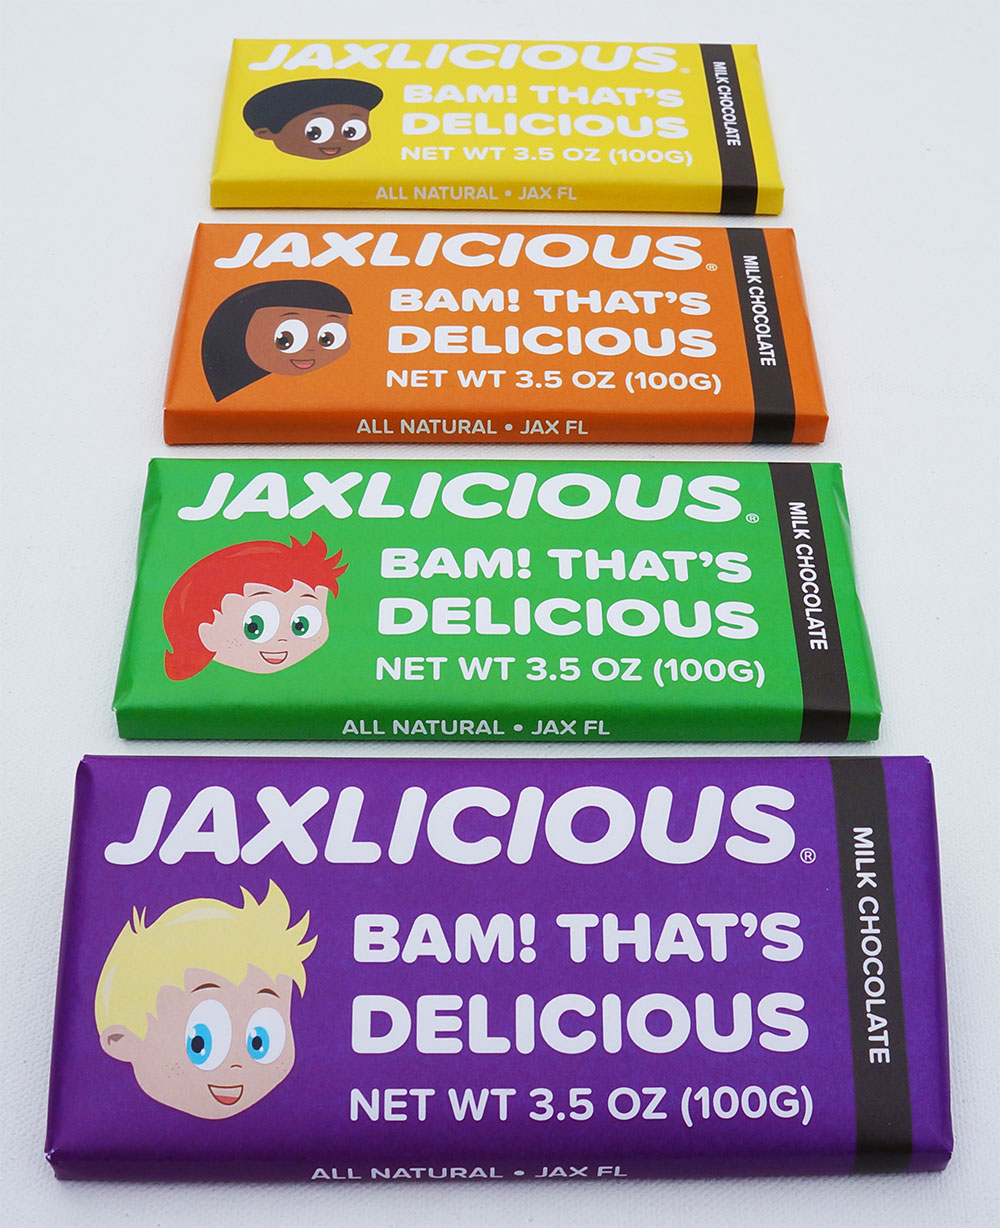 JAXLICIOUS®
BAM! THAT'S
DELICIOUS
NET WT 3.5 OZ (100G)
ALL NATURAL • JAX FL
MILK CHOCOLATE
JAXLICIOUS®
BAM! THAT'S
DELICIOUS
NET WT 3.5 OZ (100G)
ALL NATURAL • JAX FL
MILK CHOCOLATE
JAXLICIOUS®
BAM! THAT'S
DELICIOUS
NET WT 3.5 OZ (100G)
ALL NATURAL • JAX FL
MILK CHOCOLATE
JAXLICIOUS®
BAM! THAT'S
DELICIOUS
NET WT 3.5 OZ (100G)
ALL NATURAL • JAX FL
MILK CHOCOLATE